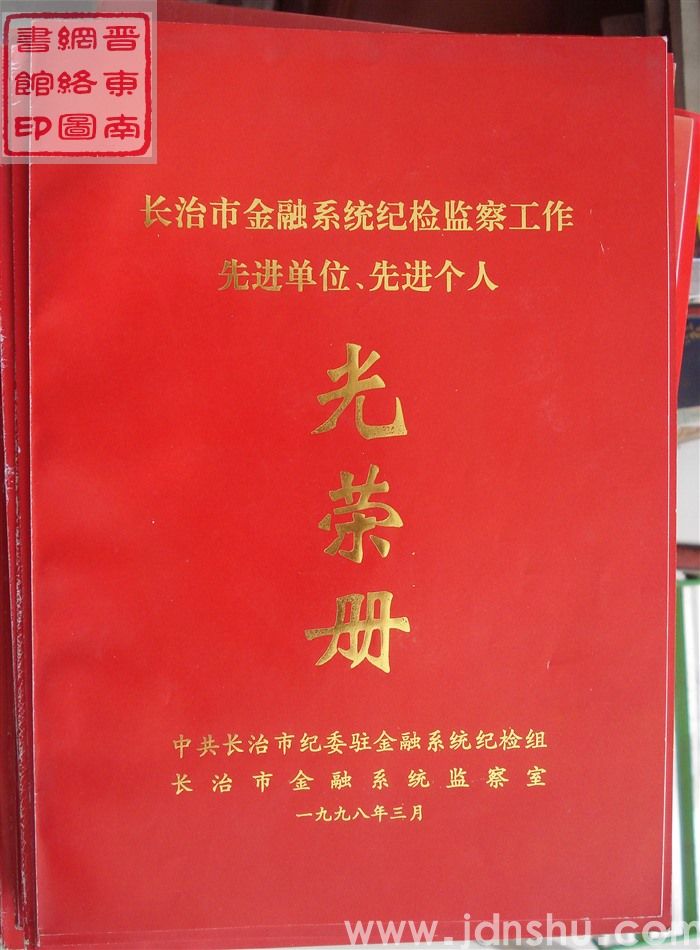 晋东南
網絡圖
書館印
长治市金融系统纪检监察工作
先进单位、先进个人
光
荣
册
中共长治市纪委驻金融系统纪检组
长治市金融系统监察室
一九九八年三月
www.jdnshu.com